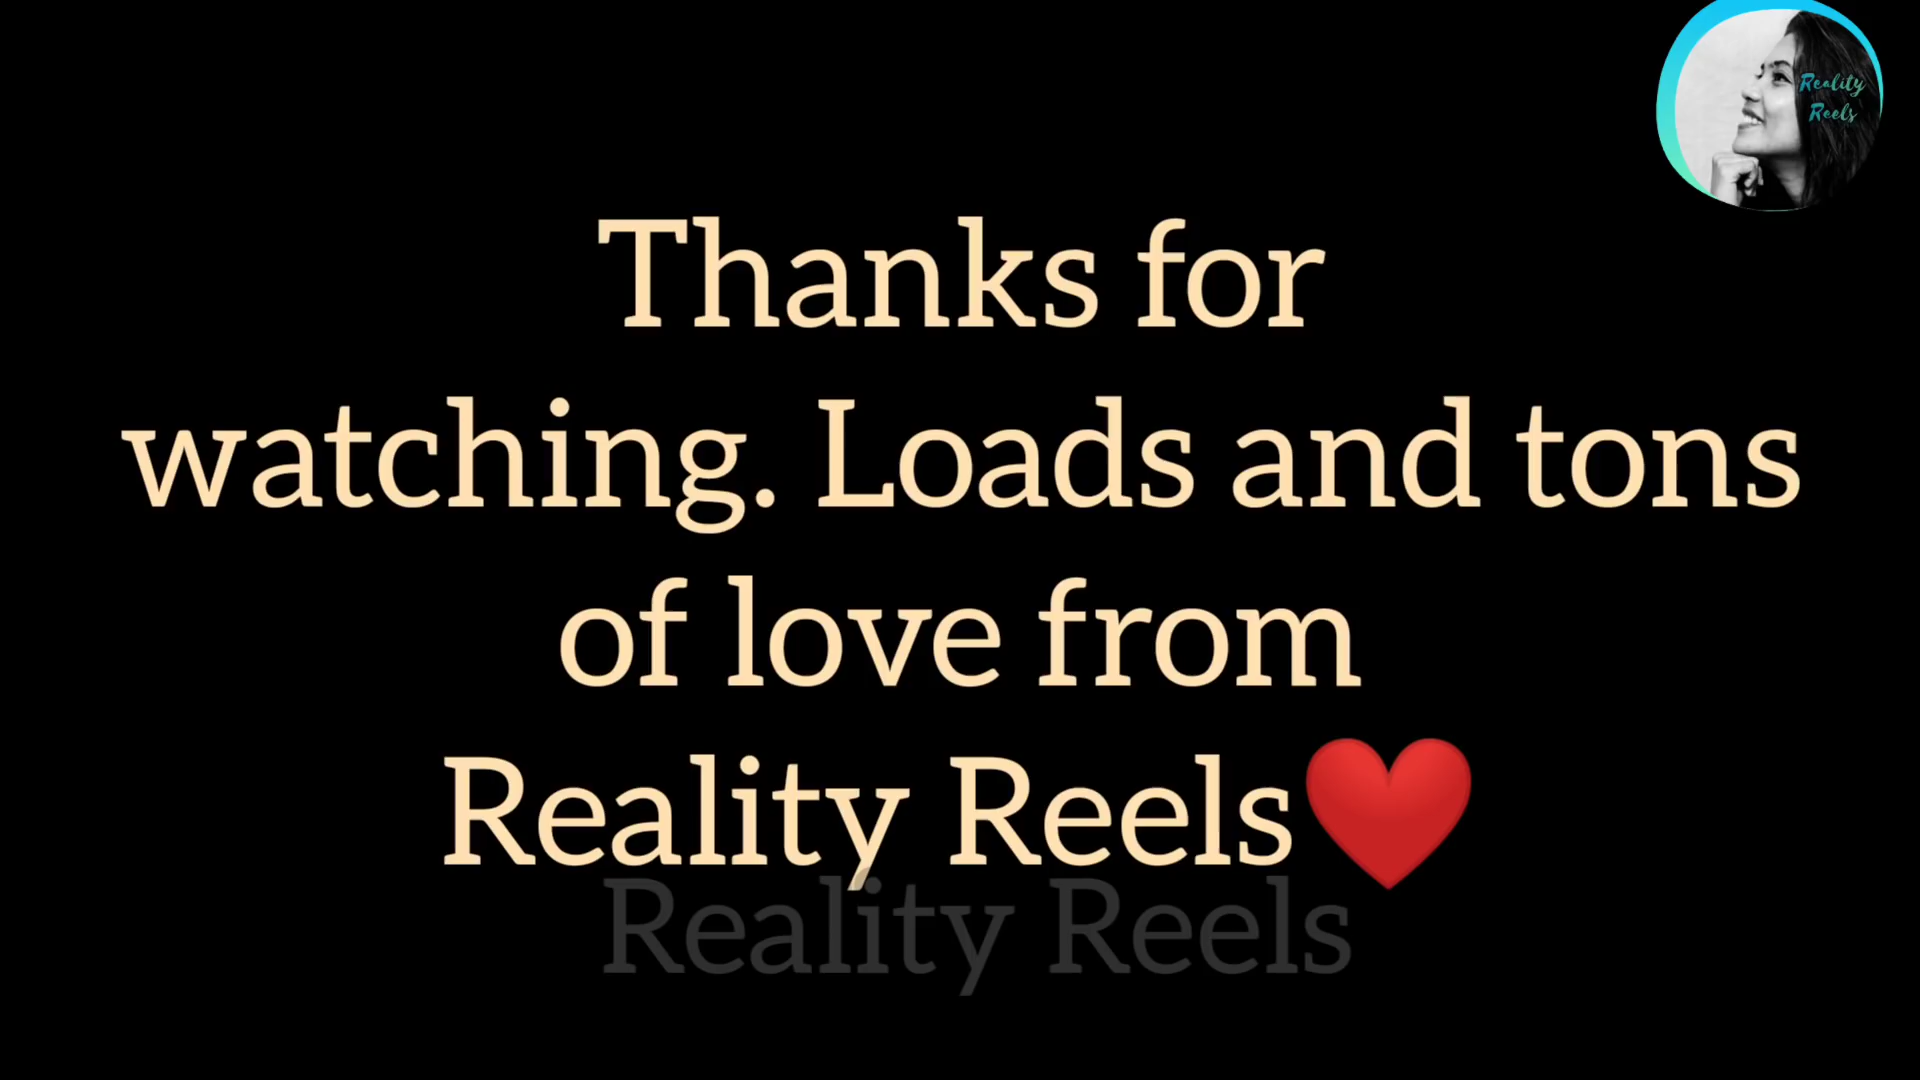 Reality
Reels
Thanks for
watching. Loads and tons
of love from
Reality Reels❤️
Reality Reels